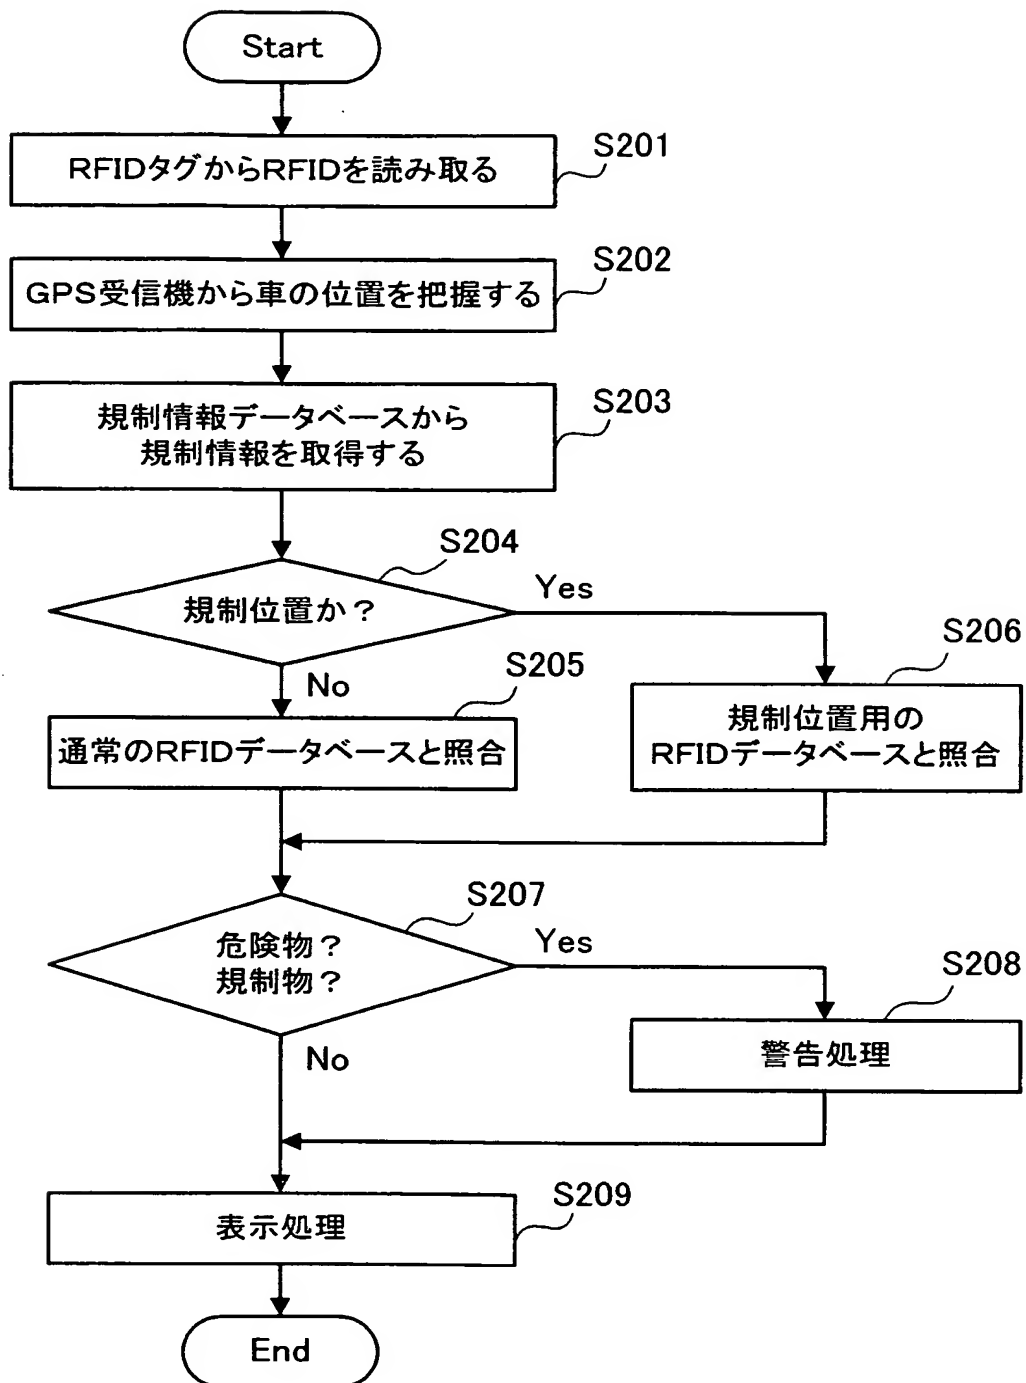 Start
S201
RFIDタグからRFIDを読み取る
S202
GPS受信機から車の位置を把握する
S203
規制情報データベースから
規制情報を取得する
S204
規制位置か?
Yes
No
S205
通常のRFIDデータベースと照合
S206
規制位置用の
RFIDデータベースと照合
S207
危険物?
規制物?
Yes
No
S208
警告処理
S209
表示処理
End